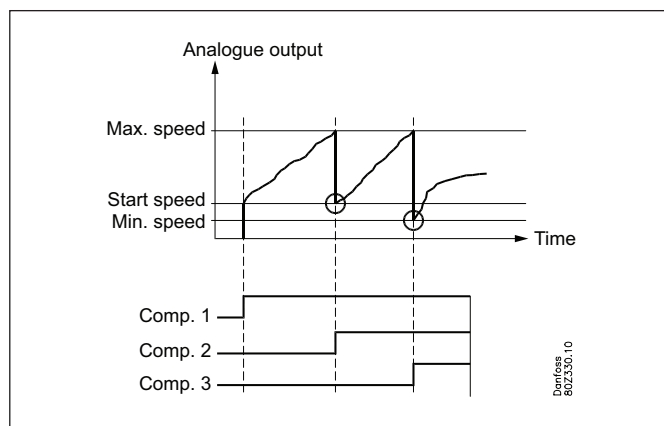 Analogue output
Max. speed
Start speed
Min. speed
Time
Comp. 1
Comp. 2
Comp. 3
Danfoss
80Z330.10